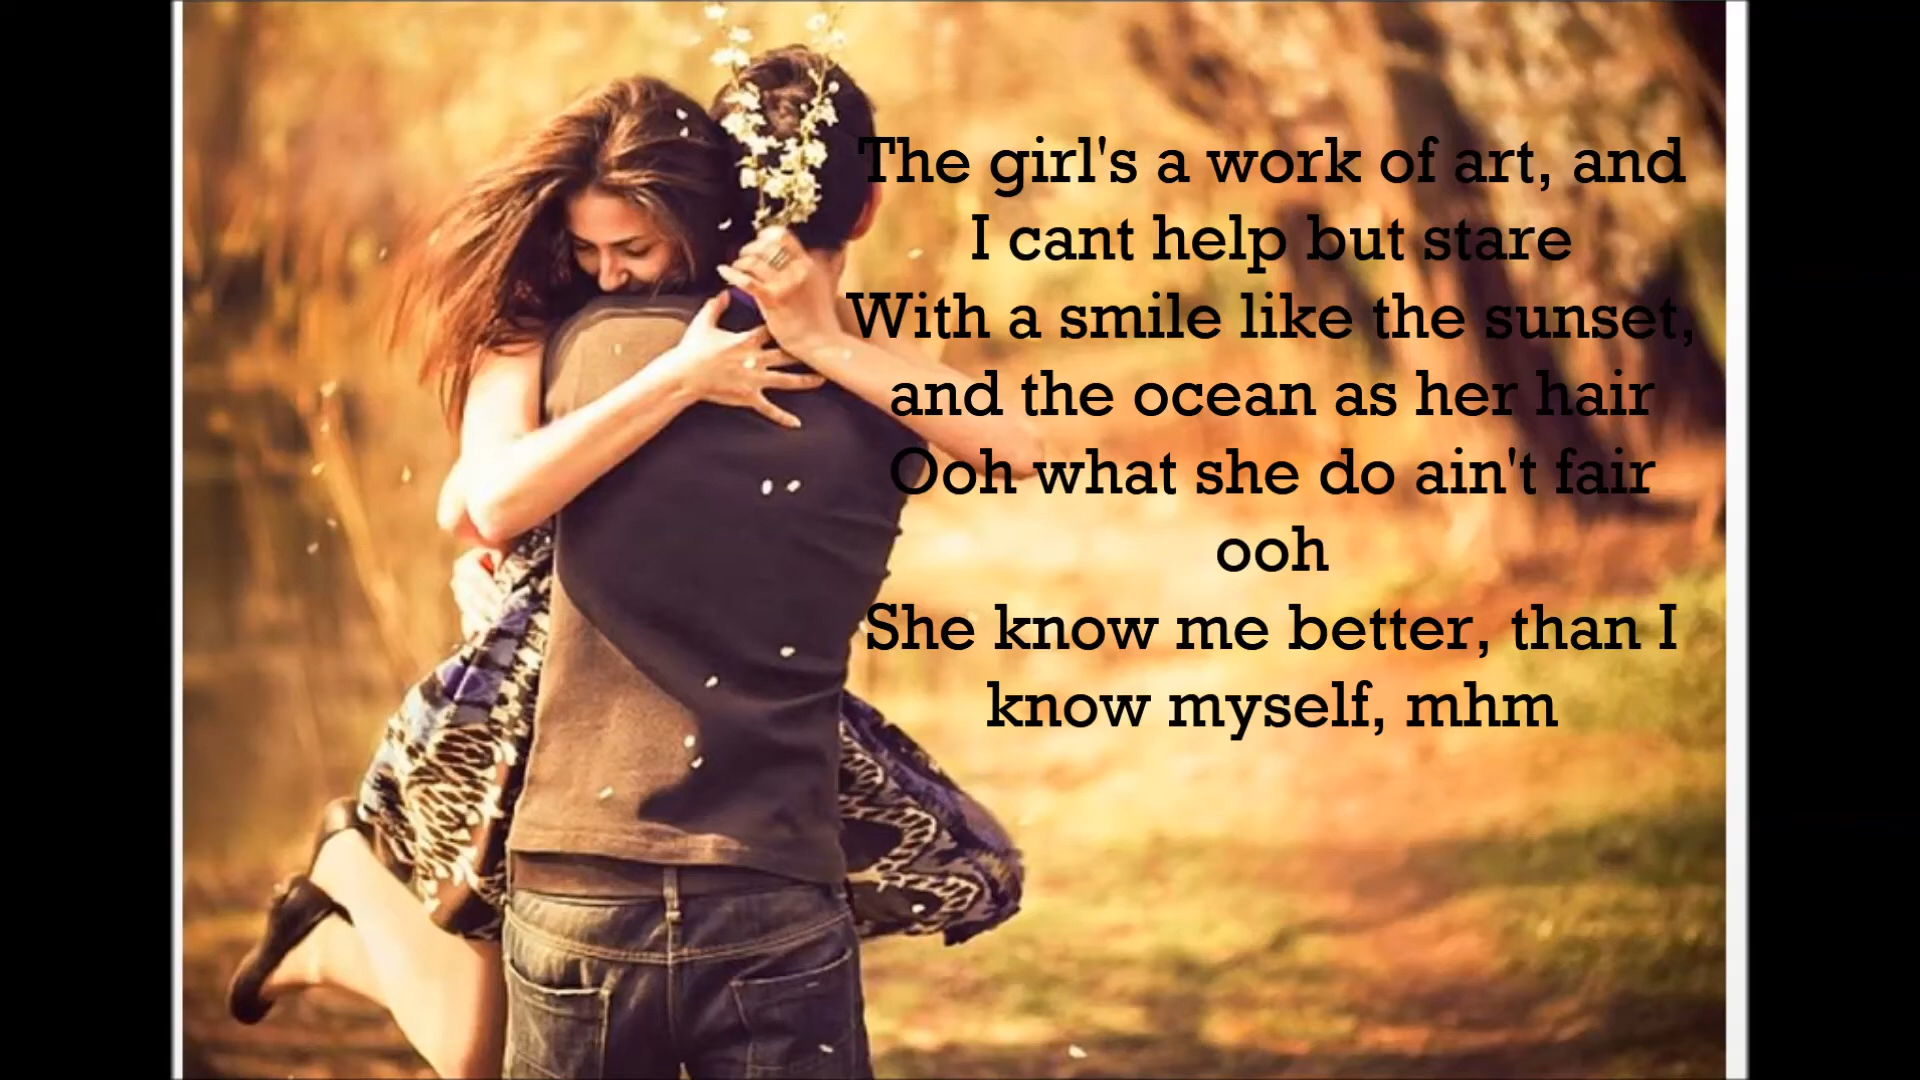 The girl's a work of art, and
I cant help but stare
With a smile like the sunset,
and the ocean as her hair
Ooh what she do ain't fair
ooh
She know me better, than I
know myself, mhm